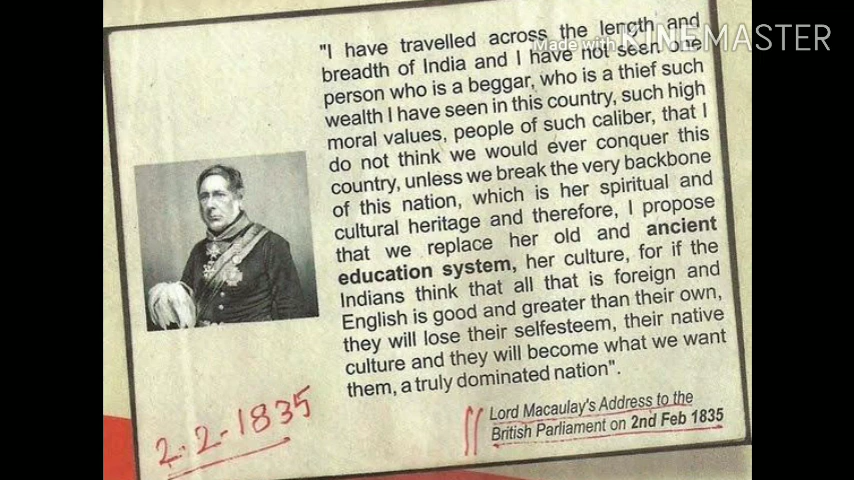 Made with KINEMASTER
"I have travelled across the length and
breadth of India and I have not seen one
person who is a beggar, who is a thief such
wealth I have seen in this country, such high
moral values, people of such caliber, that I
do not think we would ever conquer this
country, unless we break the very backbone
of this nation, which is her spiritual and
cultural heritage and therefore, I propose
that we replace her old and ancient
education system, her culture, for if the
Indians think that all that is foreign and
English is good and greater than their own,
they will lose their selfesteem, their native
culture and they will become what we want
them, a truly dominated nation".
2-2-1835
Lord Macaulay's Address to the
British Parliament on 2nd Feb 1835